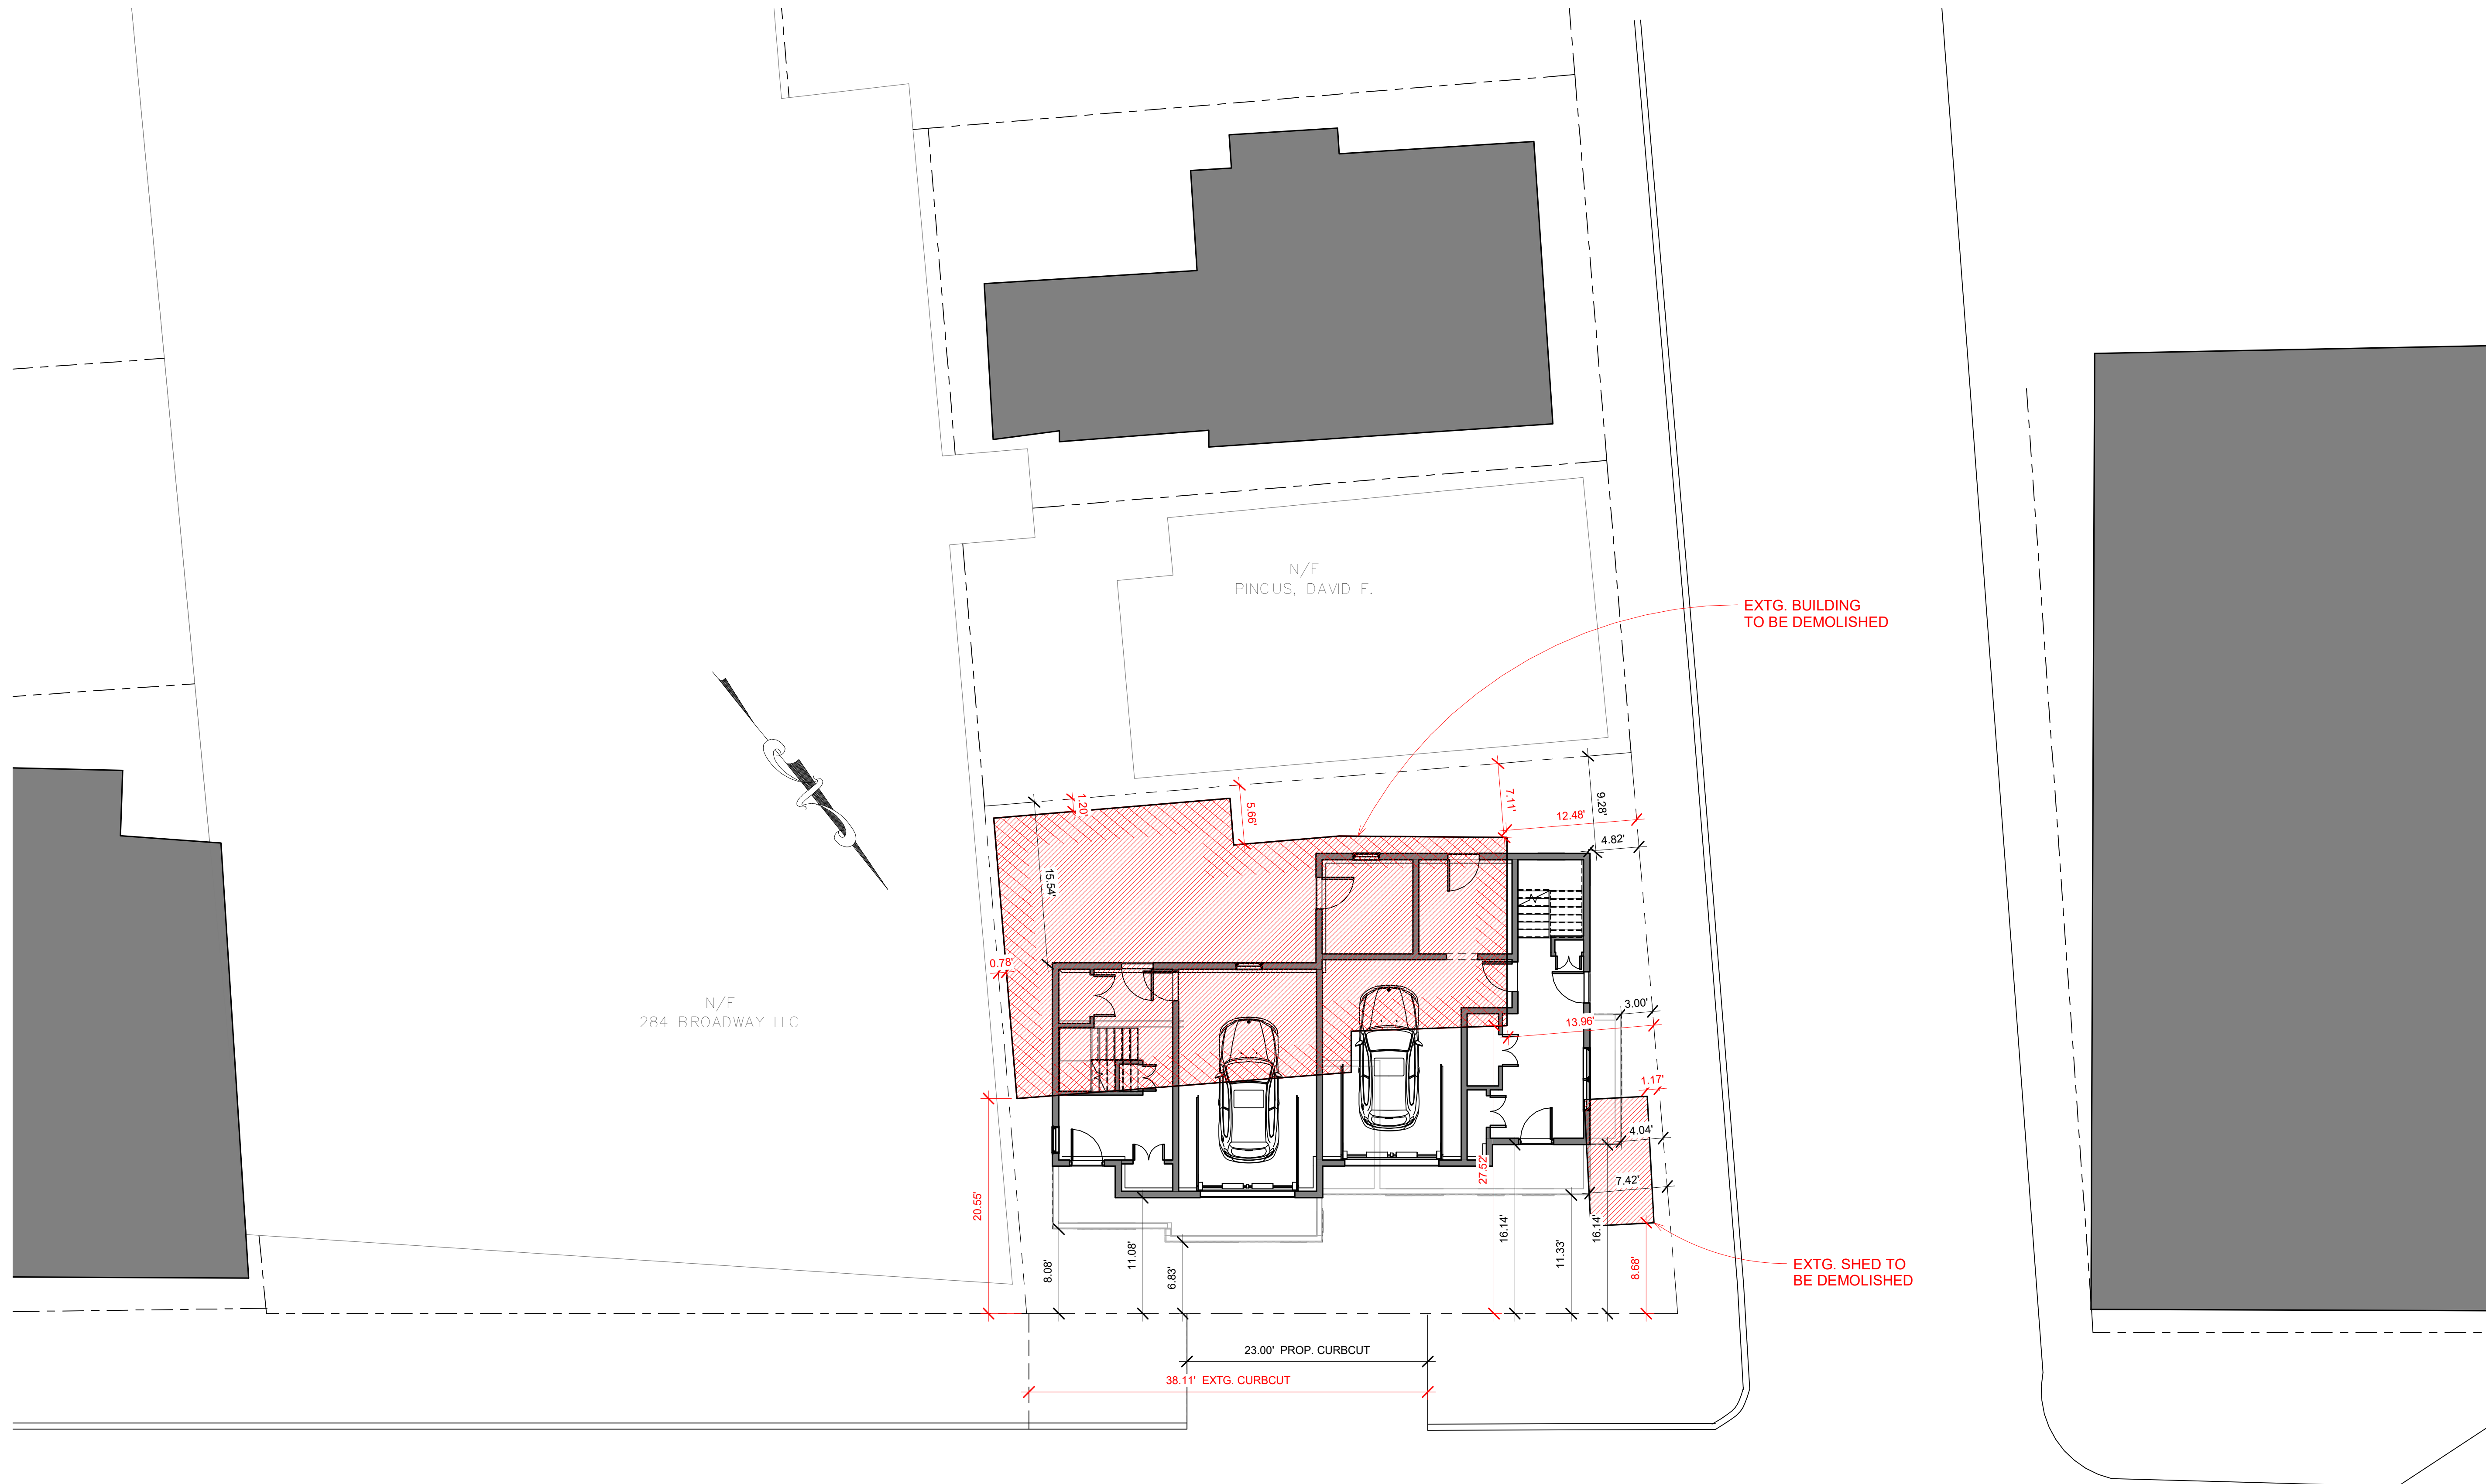 N/F
PINCUS, DAVID F.
EXTG. BUILDING
TO BE DEMOLISHED
1.20'
5.66'
7.11'
9.28'
12.48'
4.82'
15.54'
0.78'
N/F
284 BROADWAY LLC
3.00'
13.96'
1.17'
4.04'
27.52'
7.42'
20.55'
16.14'
16.14'
11.33'
11.08'
8.08'
6.83'
8.68'
EXTG. SHED TO
BE DEMOLISHED
23.00' PROP. CURBCUT
38.11' EXTG. CURBCUT